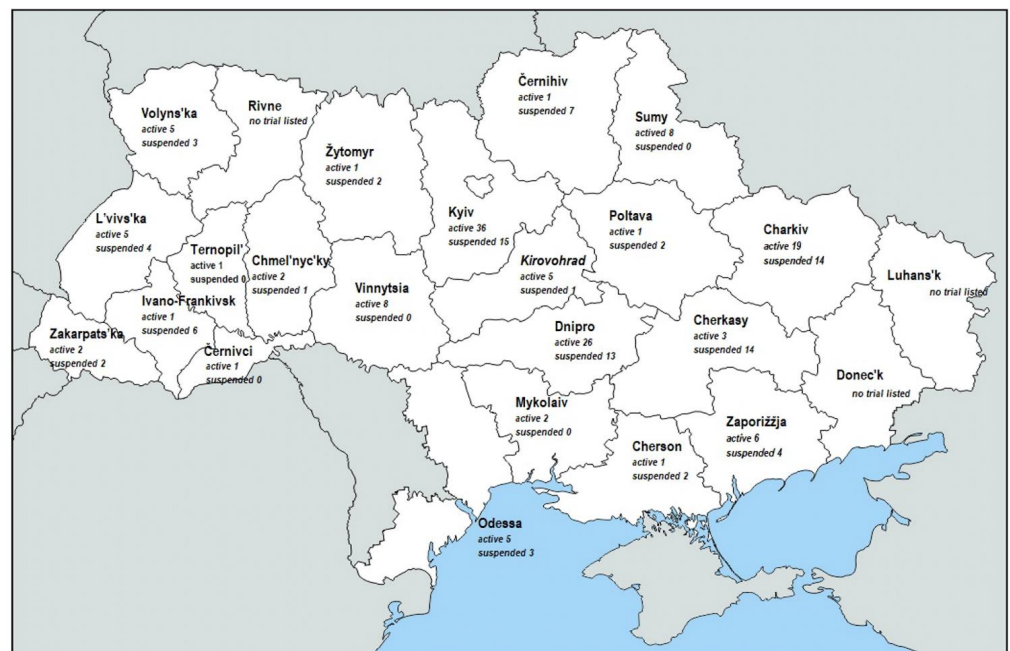 Černihiv
active 1
suspended 7
Rivne
no trial listed
Volyns'ka
active 5
suspended 3
Sumy
actived 8
suspended 0
Žytomyr
active 1
suspended 2
Kyiv
active 36
suspended 15
Poltava
active 1
suspended 2
L'vivs'ka
active 5
suspended 4
Charkiv
active 19
suspended 14
Ternopil'
active 1
suspended 0
Chmel'nyc'ky
active 2
suspended 1
Kirovohrad
active 5
suspended 1
Luhans'k
no trial listed
Vinnytsia
active 8
suspended 0
Ivano-Frankivsk
active 1
suspended 6
Cherkasy
active 3
suspended 14
Dnipro
active 26
suspended 13
Zakarpats'ka
active 2
suspended 2
Černivci
active 1
suspended 0
Donec'k
no trial listed
Mykolaiv
active 2
suspended 0
Zaporižžja
active 6
suspended 4
Cherson
active 1
suspended 2
Odessa
active 5
suspended 3